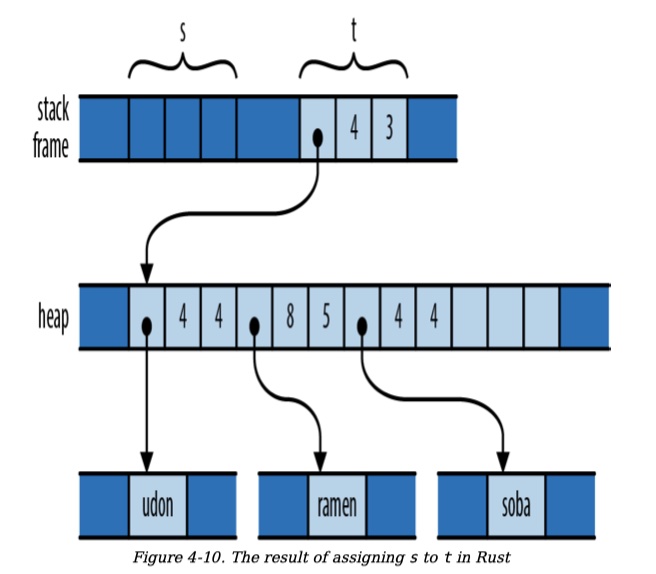 s t
stack
frame
4 3
heap
4 4 8 5 4 4
udon ramen soba
Figure 4-10. The result of assigning s to t in Rust